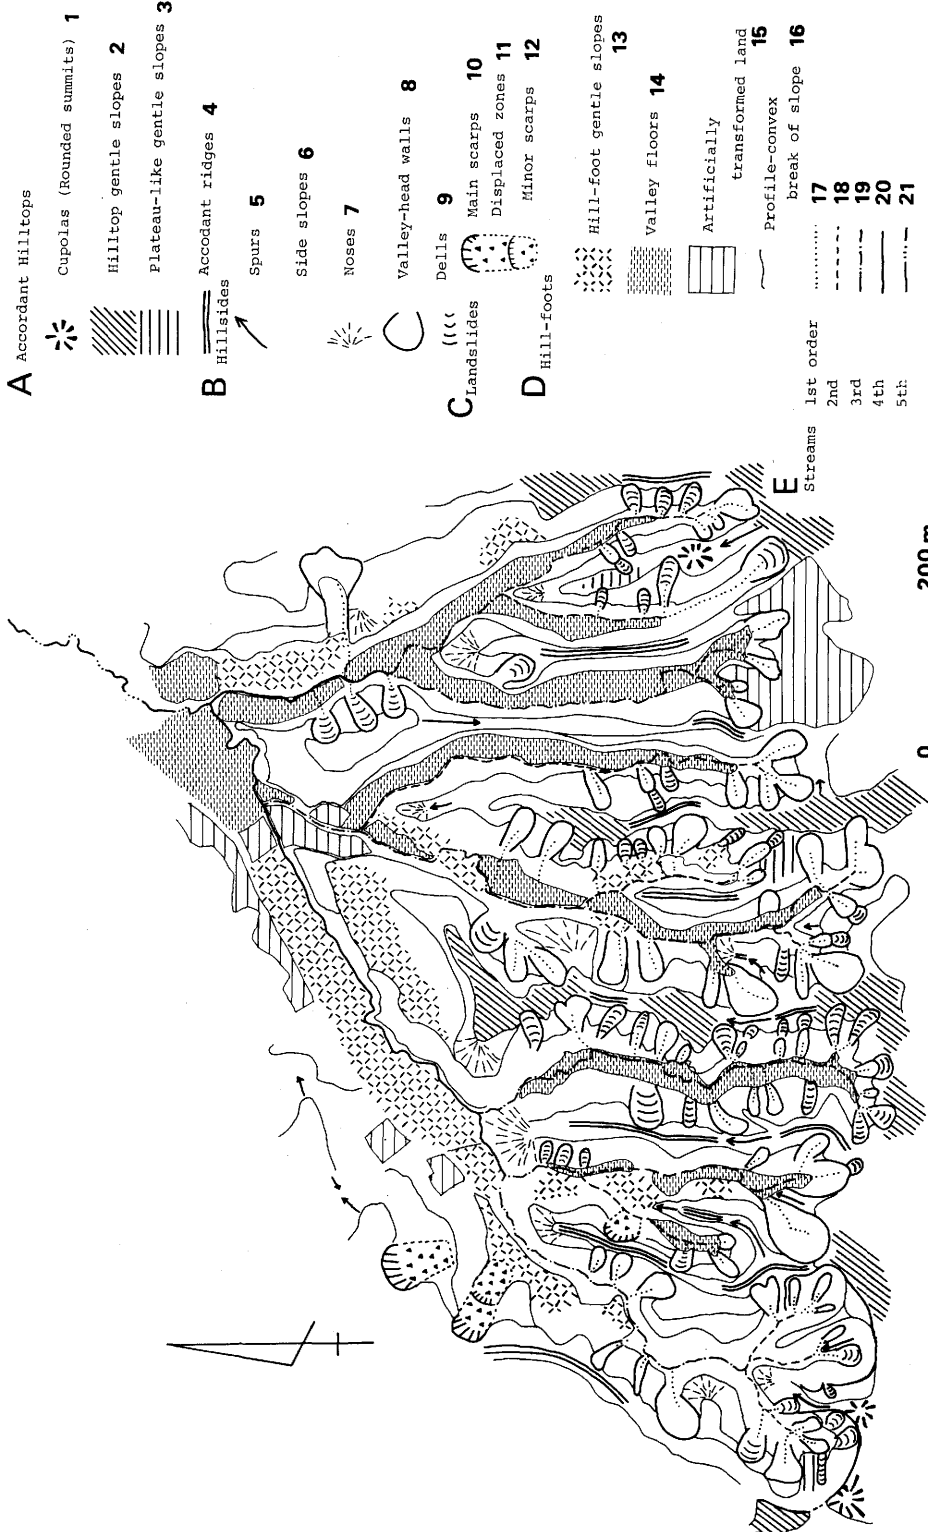 A Accordant Hilltops
Cupolas (Rounded summits) 1
Hilltop gentle slopes 2
Plateau-like gentle slopes 3
Accodant ridges 4
B Hillsides
Spurs 5
Side slopes 6
Noses 7
Valley-head walls 8
Dells 9
C Landslides
Main scarps 10
Displaced zones 11
Minor scarps 12
D Hill-foots
Hill-foot gentle slopes 13
Valley floors 14
Artificially
transformed land 15
Profile-convex
break of slope 16
E Streams
1st order 17
2nd 18
3rd 19
4th 20
5th 21
0 200m